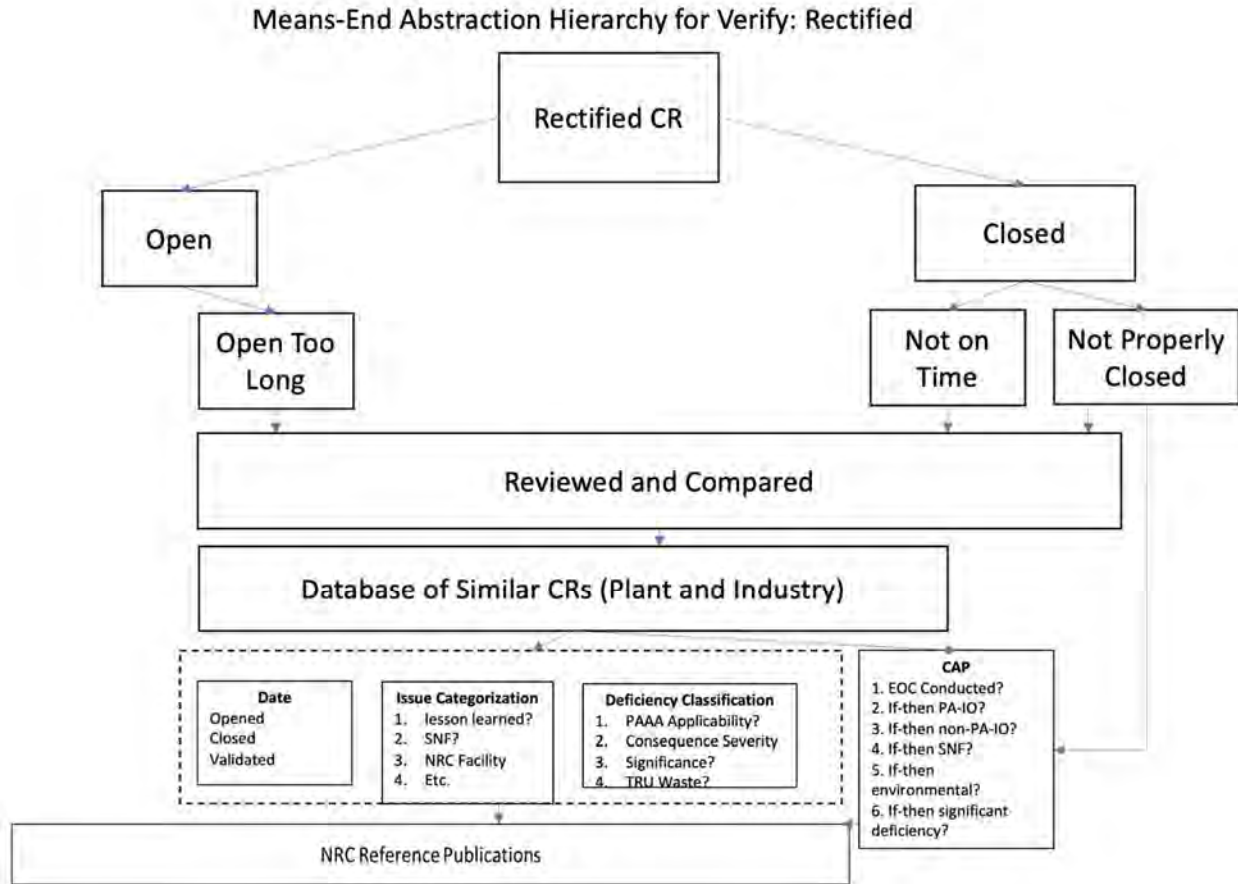 Means-End Abstraction Hierarchy for Verify: Rectified
Rectified CR
Open
Closed
Open Too
Long
Not on
Time
Not Properly
Closed
Reviewed and Compared
Database of Similar CRs (Plant and Industry)
Date
Opened
Closed
Validated
Issue Categorization
1. lesson learned?
2. SNF?
3. NRC Facility
4. Etc.
Deficiency Classification
1. PAAA Applicability?
2. Consequence Severity
3. Significance?
4. TRU Waste?
CAP
1. EOC Conducted?
2. If-then PA-IO?
3. If-then non-PA-IO?
4. If-then SNF?
5. If-then
environmental?
6. If-then significant
deficiency?
NRC Reference Publications